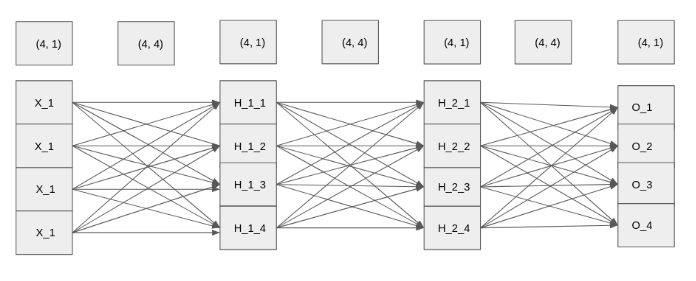 (4, 1) (4, 4) (4, 1) (4, 4) (4, 1) (4, 4) (4, 1)
X_1 H_1_1 H_2_1 O_1
X_1 H_1_2 H_2_2 O_2
X_1 H_1_3 H_2_3 O_3
X_1 H_1_4 H_2_4 O_4